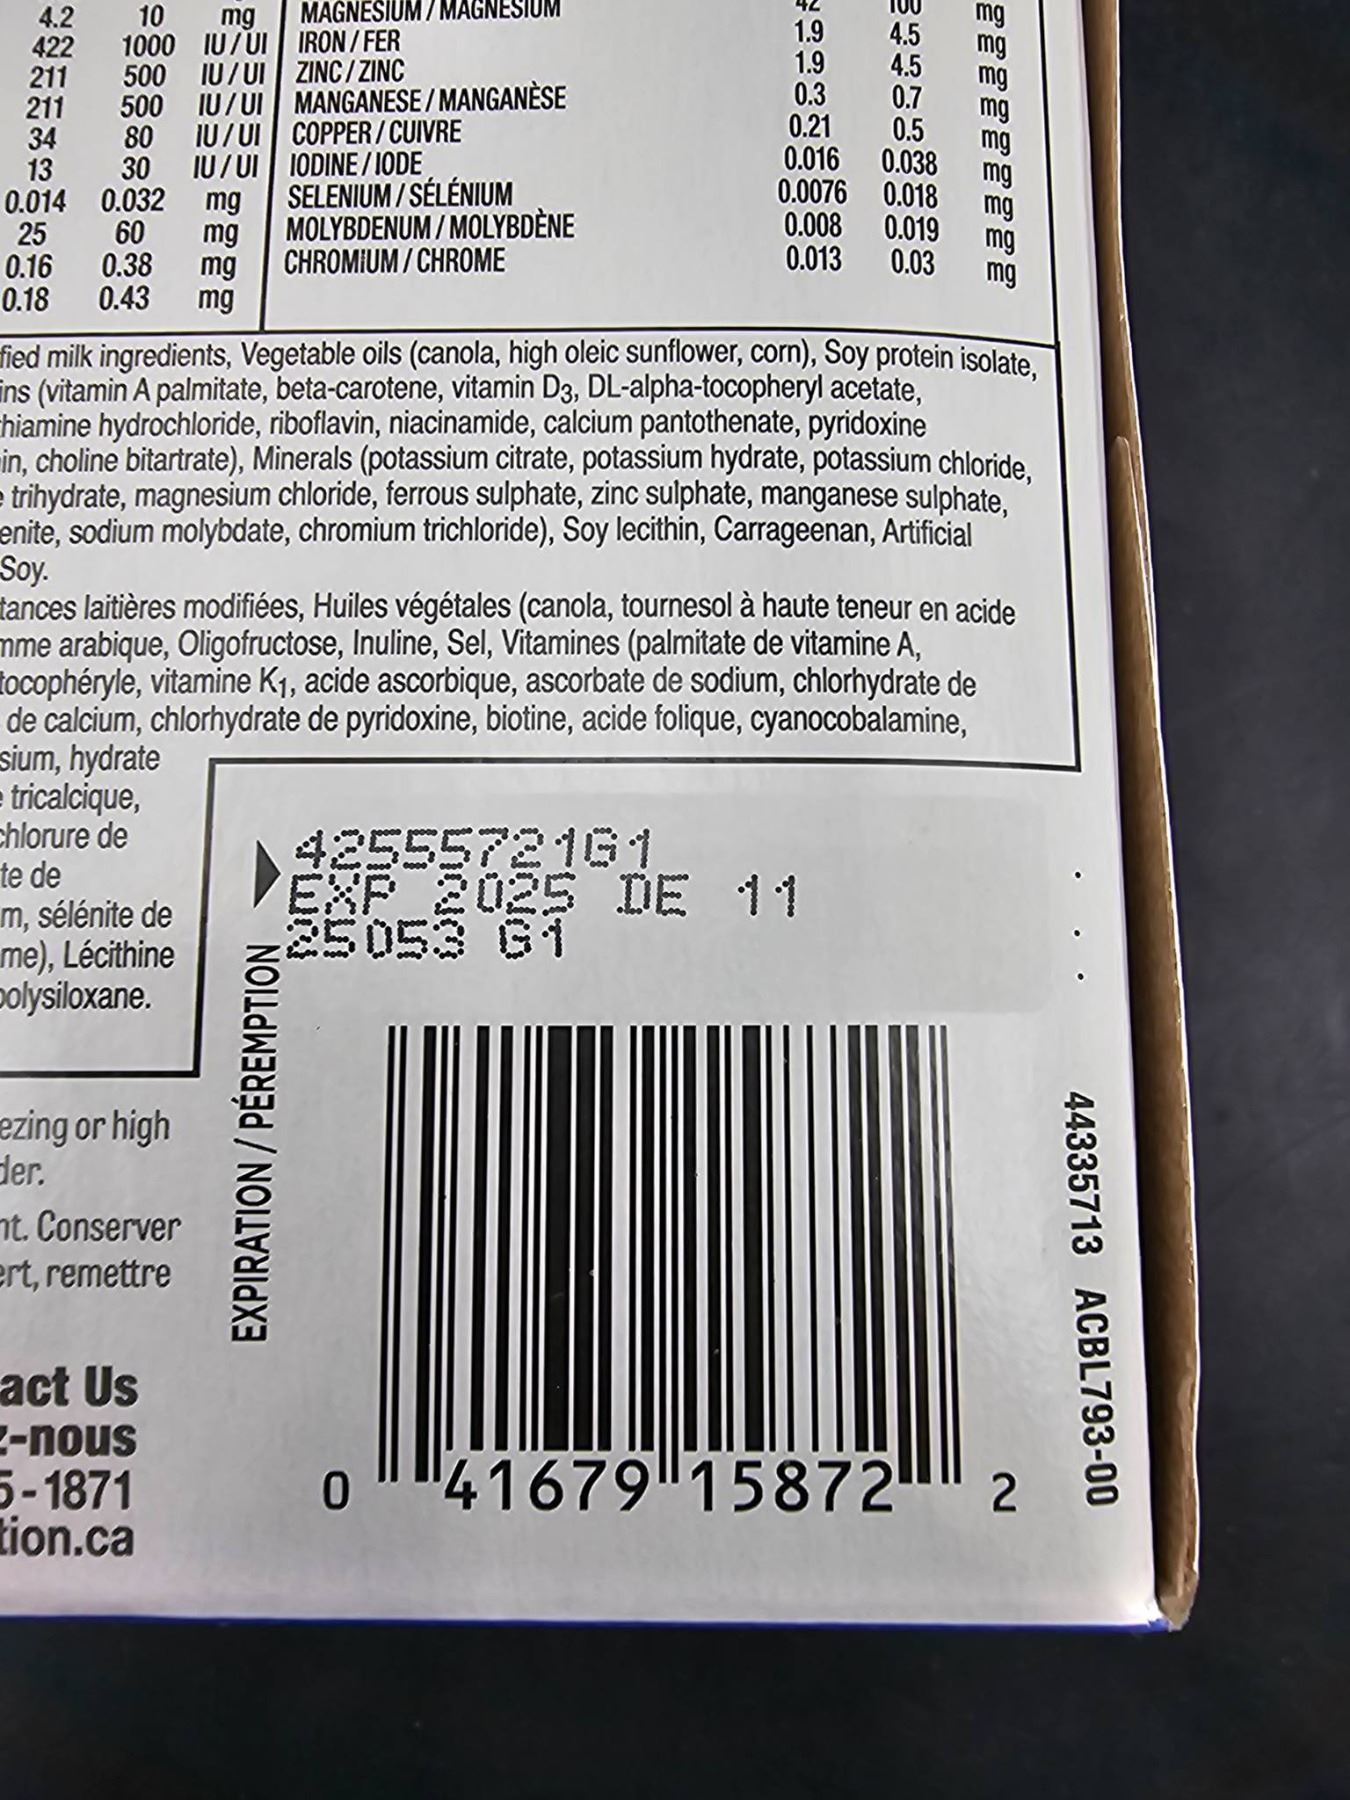 4.2 10 mg MAGNESIUM / MAGNÉSIUM 42 100 mg
422 1000 IU / UI IRON / FER 1.9 4.5 mg
211 500 IU / UI ZINC / ZINC 1.9 4.5 mg
211 500 IU / UI MANGANESE / MANGANÈSE 0.3 0.7 mg
34 80 IU / UI COPPER / CUIVRE 0.21 0.5 mg
13 30 IU / UI IODINE / IODE 0.016 0.038 mg
0.014 0.032 mg SELENIUM / SÉLÉNIUM 0.0076 0.018 mg
25 60 mg MOLYBDENUM / MOLYBDÈNE 0.008 0.019 mg
0.16 0.38 mg CHROMIUM / CHROME 0.013 0.03 mg
0.18 0.43 mg
fied milk ingredients, Vegetable oils (canola, high oleic sunflower, corn), Soy protein isolate,
ins (vitamin A palmitate, beta-carotene, vitamin D3, DL-alpha-tocopheryl acetate,
hiamine hydrochloride, riboflavin, niacinamide, calcium pantothenate, pyridoxine
in, choline bitartrate), Minerals (potassium citrate, potassium hydrate, potassium chloride,
e trihydrate, magnesium chloride, ferrous sulphate, zinc sulphate, manganese sulphate,
enite, sodium molybdate, chromium trichloride), Soy lecithin, Carrageenan, Artificial
Soy.
tances laitières modifiées, Huiles végétales (canola, tournesol à haute teneur en acide
mme arabique, Oligofructose, Inuline, Sel, Vitamines (palmitate de vitamine A,
tocophéryle, vitamine K1, acide ascorbique, ascorbate de sodium, chlorhydrate de
de calcium, chlorhydrate de pyridoxine, biotine, acide folique, cyanocobalamine,
sium, hydrate
e tricalcique,
chlorure de
te de
m, sélénite de
me), Lécithine
polysiloxane.
42555721G1
EXP 2025 DE 11
25053 G1
EXPIRATION / PÉREMPTION
ezing or high
der.
nt. Conserver
ert, remettre
act Us
z-nous
5-1871
tion.ca
0 41679 15872 2
44335713 ACBL793-00